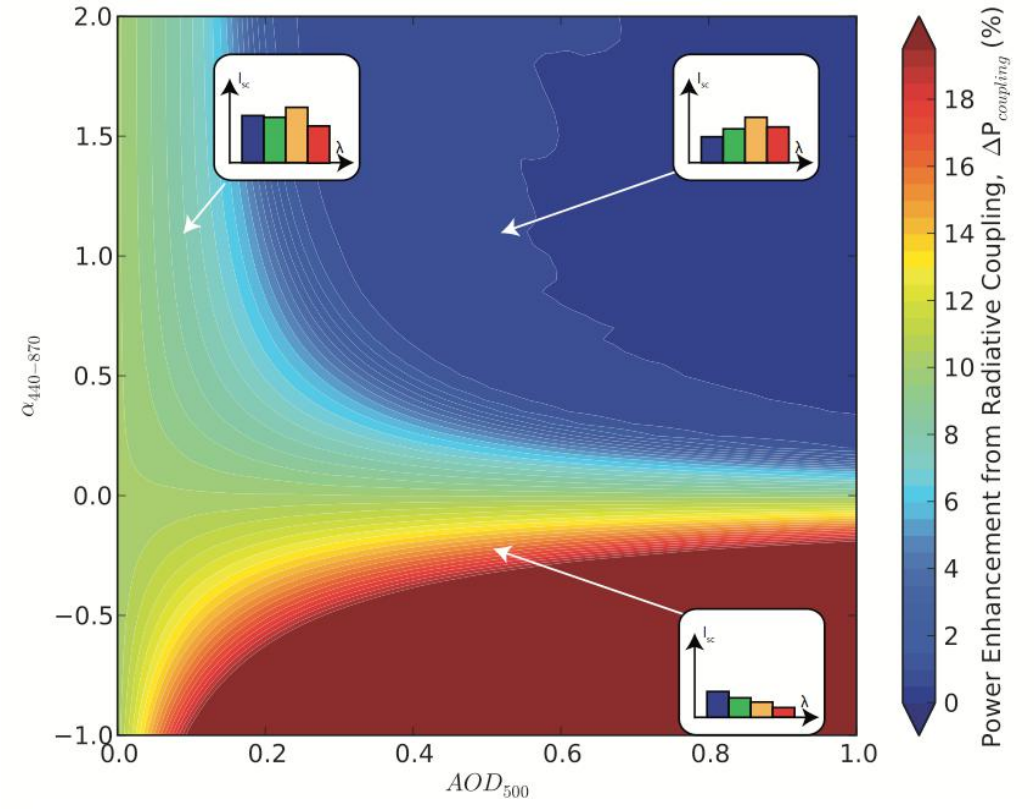 2.0
1.5
1.0
0.5
0.0
−0.5
−1.0
α440−870
0.0
0.2
0.4
0.6
0.8
1.0
AOD500
Isc
λ
Isc
λ
Isc
λ
18
16
14
12
10
8
6
4
2
0
Power Enhancement from Radiative Coupling, ΔPcoupling (%)